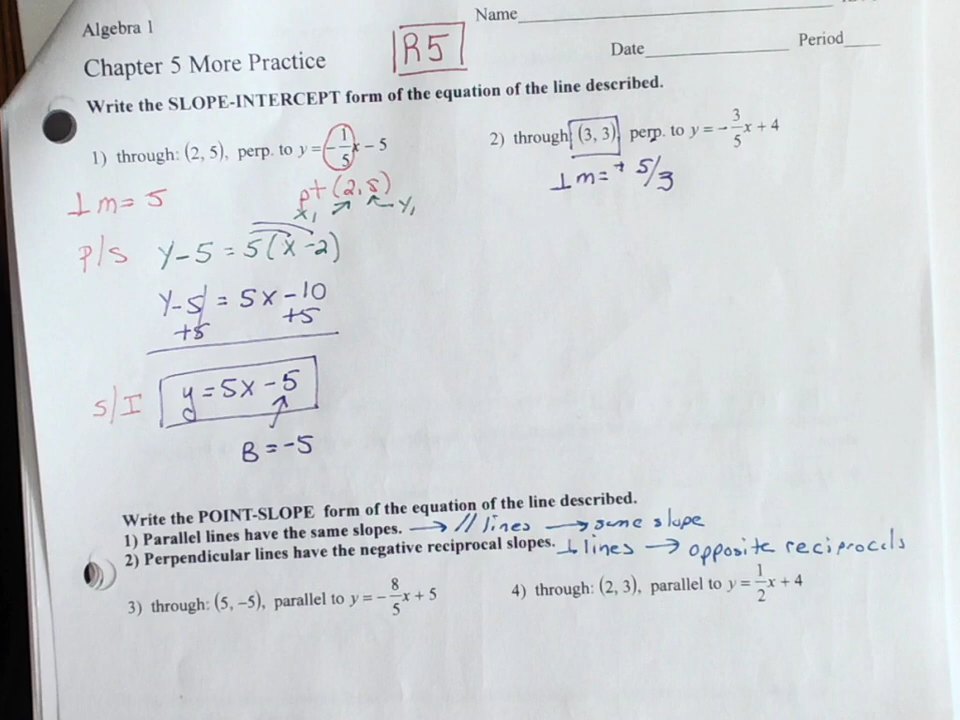 Algebra 1
Name
R5
Date
Period
Chapter 5 More Practice
Write the SLOPE-INTERCEPT form of the equation of the line described.
1) through: (2, 5), perp. to y = -1/5x - 5
2) through: (3, 3), perp. to y = -3/5x + 4
⊥ m = 5
pt (2, 5)
x₁
y₁
⊥ m = + 5/3
P/S y - 5 = 5(x - 2)
y - 5 = 5x - 10
+5 +5
S/I y = 5x - 5
B = -5
Write the POINT-SLOPE form of the equation of the line described.
1) Parallel lines have the same slopes. → // lines → same slope
2) Perpendicular lines have the negative reciprocal slopes. ⊥ lines → opposite reciprocals
3) through: (5, -5), parallel to y = -8/5x + 5
4) through: (2, 3), parallel to y = 1/2x + 4